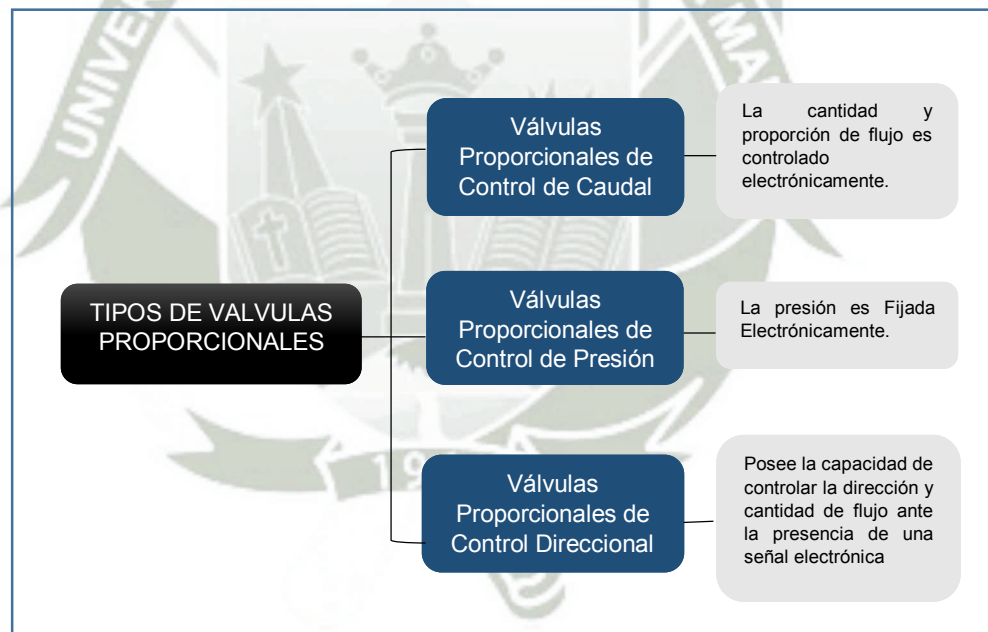 UNIVE
MA
TIPOS DE VALVULAS
PROPORCIONALES
Válvulas
Proporcionales de
Control de Caudal
La cantidad y
proporción de flujo es
controlado
electrónicamente.
Válvulas
Proporcionales de
Control de Presión
La presión es Fijada
Electrónicamente.
Válvulas
Proporcionales de
Control Direccional
Posee la capacidad de
controlar la dirección y
cantidad de flujo ante
la presencia de una
señal electrónica